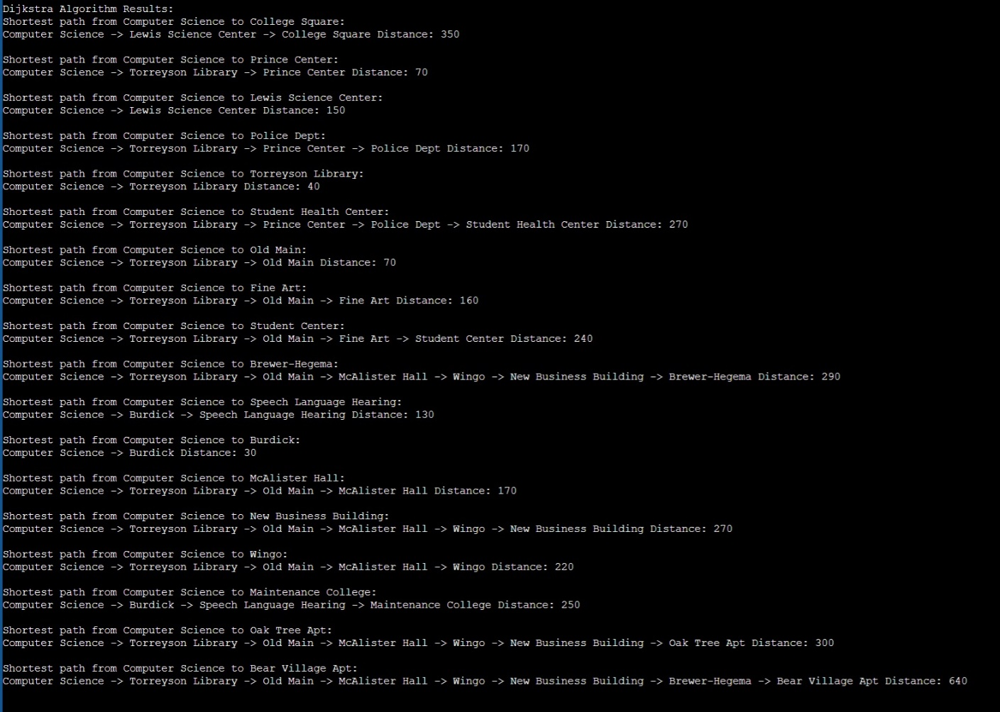 Dijkstra Algorithm Results:
Shortest path from Computer Science to College Square:
Computer Science -> Lewis Science Center -> College Square Distance: 350
Shortest path from Computer Science to Prince Center:
Computer Science -> Torreyson Library -> Prince Center Distance: 70
Shortest path from Computer Science to Lewis Science Center:
Computer Science -> Lewis Science Center Distance: 150
Shortest path from Computer Science to Police Dept:
Computer Science -> Torreyson Library -> Prince Center -> Police Dept Distance: 170
Shortest path from Computer Science to Torreyson Library:
Computer Science -> Torreyson Library Distance: 40
Shortest path from Computer Science to Student Health Center:
Computer Science -> Torreyson Library -> Prince Center -> Police Dept -> Student Health Center Distance: 270
Shortest path from Computer Science to Old Main:
Computer Science -> Torreyson Library -> Old Main Distance: 70
Shortest path from Computer Science to Fine Art:
Computer Science -> Torreyson Library -> Old Main -> Fine Art Distance: 160
Shortest path from Computer Science to Student Center:
Computer Science -> Torreyson Library -> Old Main -> Fine Art -> Student Center Distance: 240
Shortest path from Computer Science to Brewer-Hegema:
Computer Science -> Torreyson Library -> Old Main -> McAlister Hall -> Wingo -> New Business Building -> Brewer-Hegema Distance: 290
Shortest path from Computer Science to Speech Language Hearing:
Computer Science -> Burdick -> Speech Language Hearing Distance: 130
Shortest path from Computer Science to Burdick:
Computer Science -> Burdick Distance: 30
Shortest path from Computer Science to McAlister Hall:
Computer Science -> Torreyson Library -> Old Main -> McAlister Hall Distance: 170
Shortest path from Computer Science to New Business Building:
Computer Science -> Torreyson Library -> Old Main -> McAlister Hall -> Wingo -> New Business Building Distance: 270
Shortest path from Computer Science to Wingo:
Computer Science -> Torreyson Library -> Old Main -> McAlister Hall -> Wingo Distance: 220
Shortest path from Computer Science to Maintenance College:
Computer Science -> Burdick -> Speech Language Hearing -> Maintenance College Distance: 250
Shortest path from Computer Science to Oak Tree Apt:
Computer Science -> Torreyson Library -> Old Main -> McAlister Hall -> Wingo -> New Business Building -> Oak Tree Apt Distance: 300
Shortest path from Computer Science to Bear Village Apt:
Computer Science -> Torreyson Library -> Old Main -> McAlister Hall -> Wingo -> New Business Building -> Brewer-Hegema -> Bear Village Apt Distance: 640